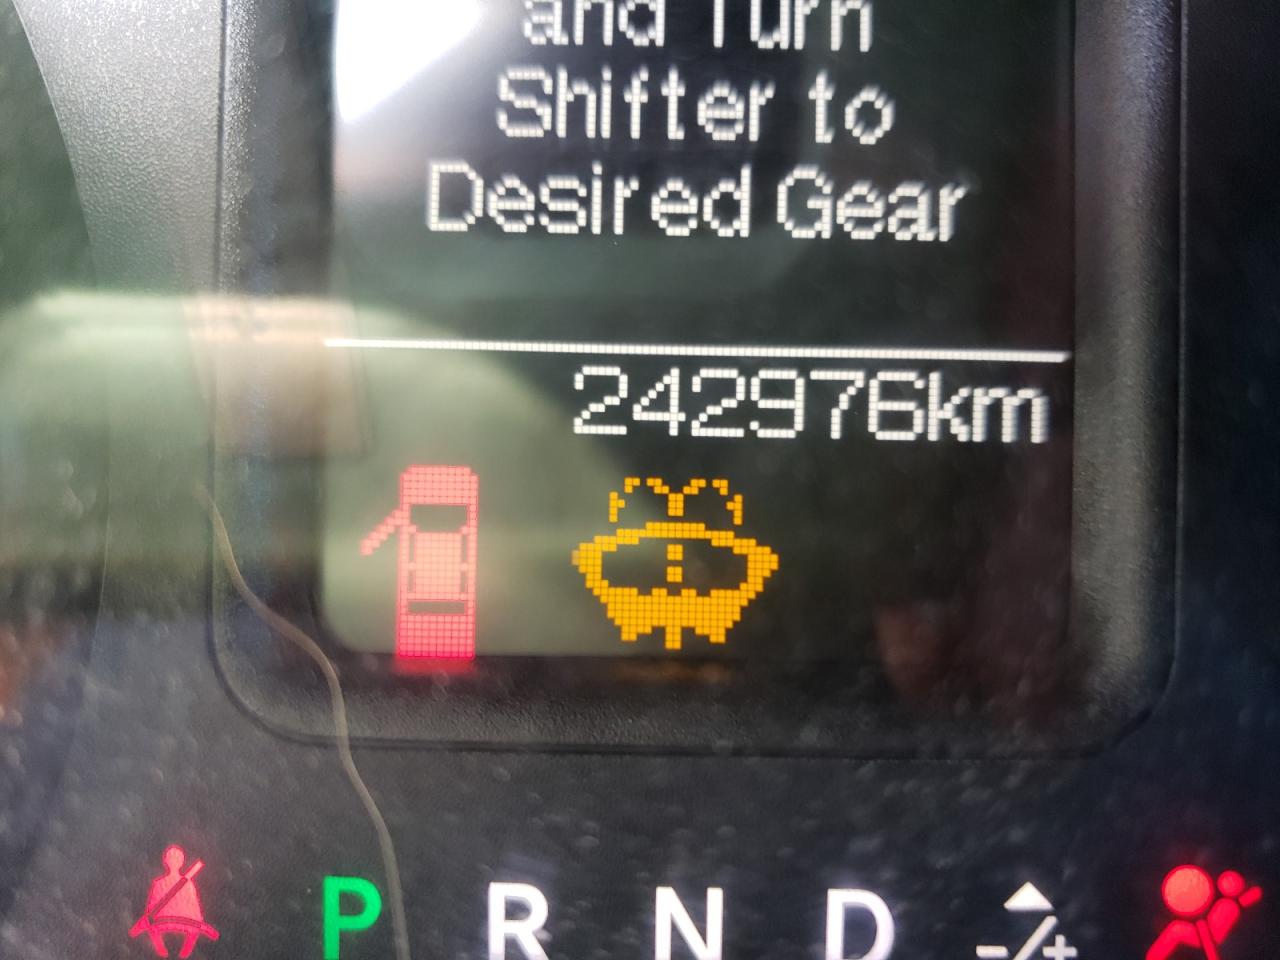 and Turn
Shifter to
Desired Gear
242976km
P R N D -/+